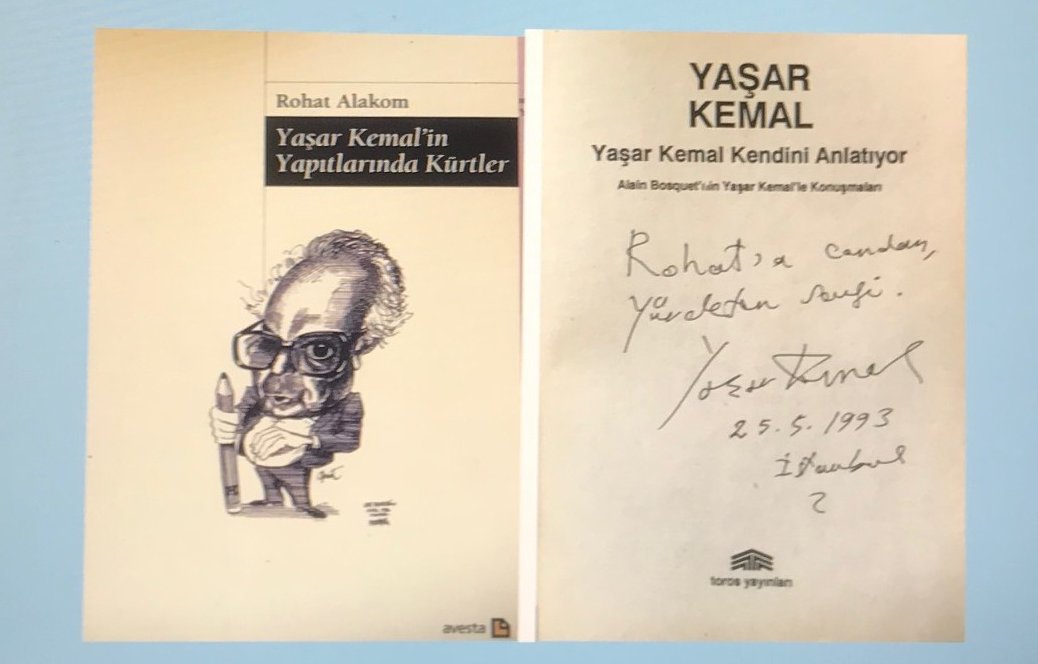 Rohat Alakom
Yaşar Kemal'in
Yapıtlarında Kürtler
avesta
YAŞAR
KEMAL
Yaşar Kemal Kendini Anlatıyor
Alain Bosquet'nin Yaşar Kemal'le Konuşmaları
Rohat'a candan,
yürekten sevgi.
Yaşar Kemal
25.5.1993
İstanbul
toros yayınları